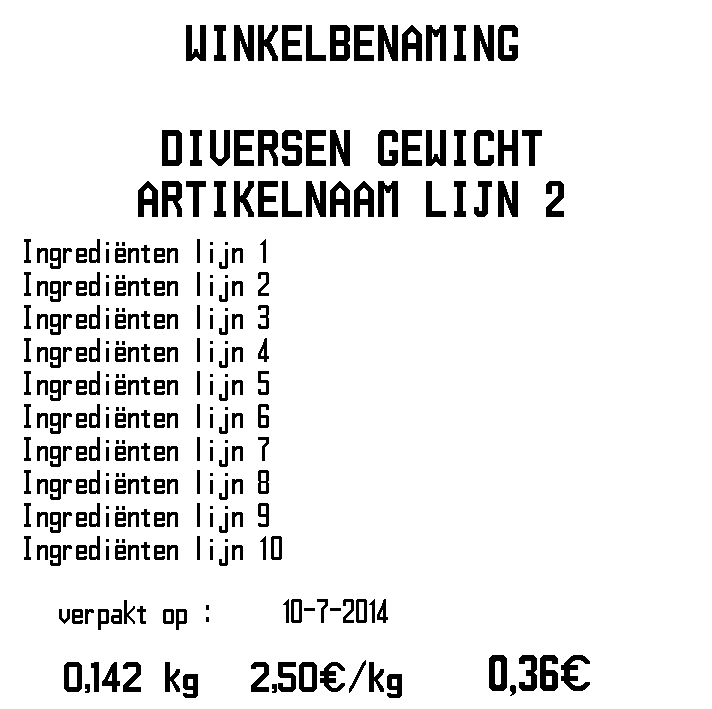 WINKELBENAMING
DIVERSEN GEWICHT
ARTIKELNAAM LIJN 2
Ingrediënten lijn 1
Ingrediënten lijn 2
Ingrediënten lijn 3
Ingrediënten lijn 4
Ingrediënten lijn 5
Ingrediënten lijn 6
Ingrediënten lijn 7
Ingrediënten lijn 8
Ingrediënten lijn 9
Ingrediënten lijn 10
verpakt op : 10-7-2014
0,142 kg 2,50€/kg 0,36€